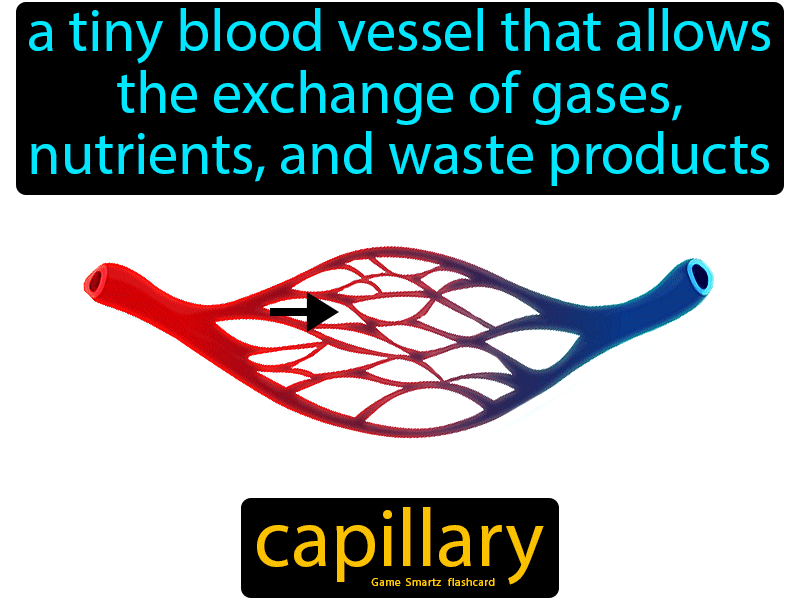 a tiny blood vessel that allows
the exchange of gases,
nutrients, and waste products
capillary
Game Smartz flashcard